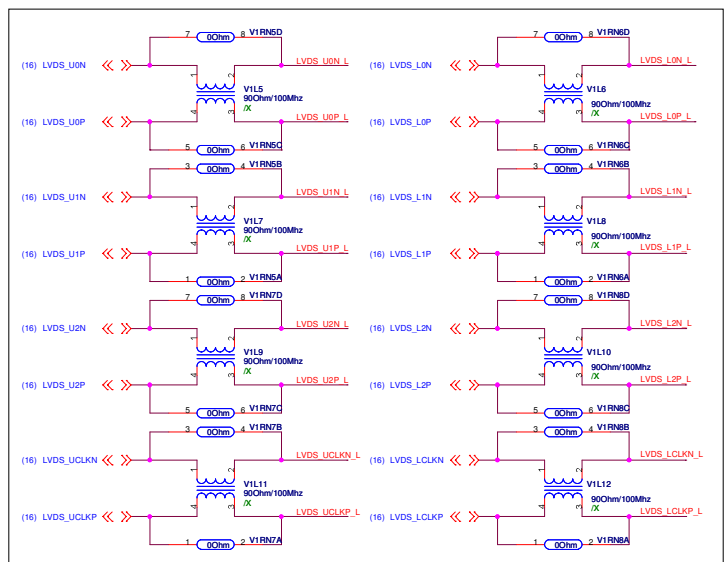 7 0Ohm 8 V1RN5D
(16) LVDS_U0N LVDS_U0N_L
1 2
V1L5
90Ohm/100Mhz
/X
4 3
(16) LVDS_U0P LVDS_U0P_L
5 0Ohm 6 V1RN5C
3 0Ohm 4 V1RN5B
(16) LVDS_U1N LVDS_U1N_L
1 2
V1L7
90Ohm/100Mhz
/X
4 3
(16) LVDS_U1P LVDS_U1P_L
1 0Ohm 2 V1RN5A
7 0Ohm 8 V1RN7D
(16) LVDS_U2N LVDS_U2N_L
1 2
V1L9
90Ohm/100Mhz
/X
4 3
(16) LVDS_U2P LVDS_U2P_L
5 0Ohm 6 V1RN7C
3 0Ohm 4 V1RN7B
(16) LVDS_UCLKN LVDS_UCLKN_L
1 2
V1L11
90Ohm/100Mhz
/X
4 3
(16) LVDS_UCLKP LVDS_UCLKP_L
1 0Ohm 2 V1RN7A
7 0Ohm 8 V1RN6D
(16) LVDS_L0N LVDS_L0N_L
1 2
V1L6
90Ohm/100Mhz
/X
4 3
(16) LVDS_L0P LVDS_L0P_L
5 0Ohm 6 V1RN6C
3 0Ohm 4 V1RN6B
(16) LVDS_L1N LVDS_L1N_L
1 2
V1L8
90Ohm/100Mhz
/X
4 3
(16) LVDS_L1P LVDS_L1P_L
1 0Ohm 2 V1RN6A
7 0Ohm 8 V1RN8D
(16) LVDS_L2N LVDS_L2N_L
1 2
V1L10
90Ohm/100Mhz
/X
4 3
(16) LVDS_L2P LVDS_L2P_L
5 0Ohm 6 V1RN8C
3 0Ohm 4 V1RN8B
(16) LVDS_LCLKN LVDS_LCLKN_L
1 2
V1L12
90Ohm/100Mhz
/X
4 3
(16) LVDS_LCLKP LVDS_LCLKP_L
1 0Ohm 2 V1RN8A